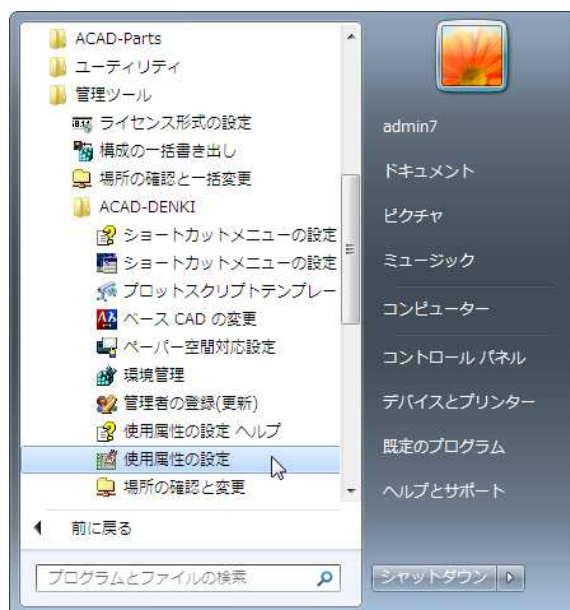 ACAD-Parts
ユーティリティ
管理ツール
ライセンス形式の設定
構成の一括書き出し
場所の確認と一括変更
ACAD-DENKI
ショートカットメニューの設定
ショートカットメニューの設定
プロットスクリプトテンプレー
ベース CAD の変更
ペーパー空間対応設定
環境管理
管理者の登録(更新)
使用属性の設定 ヘルプ
使用属性の設定
場所の確認と変更
前に戻る
プログラムとファイルの検索
admin7
ドキュメント
ピクチャ
ミュージック
コンピューター
コントロール パネル
デバイスとプリンター
既定のプログラム
ヘルプとサポート
シャットダウン